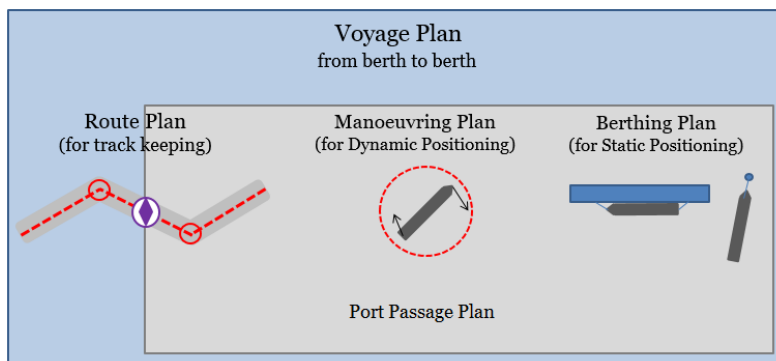 Voyage Plan
from berth to berth
Route Plan
(for track keeping)
Manoeuvring Plan
(for Dynamic Positioning)
Berthing Plan
(for Static Positioning)
Port Passage Plan